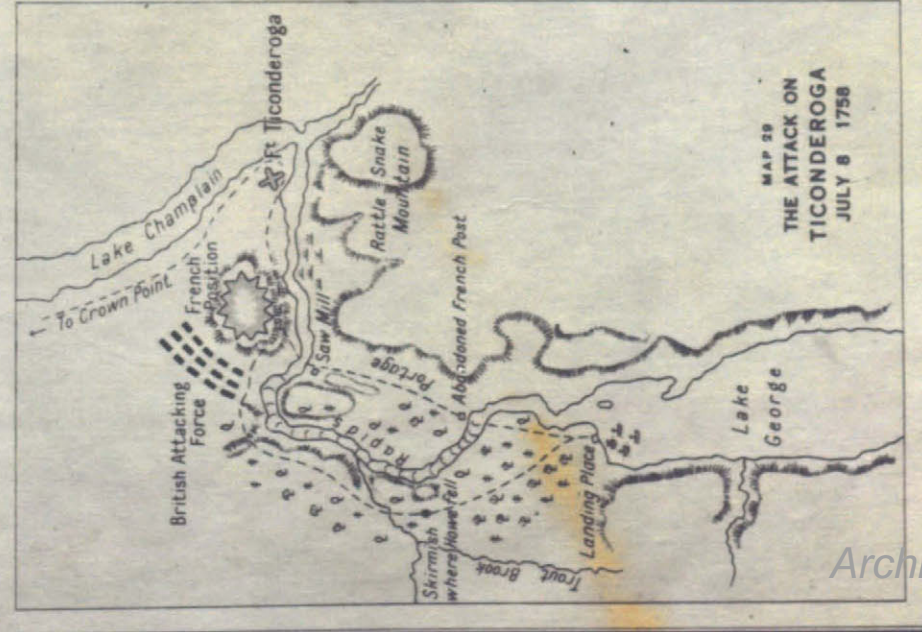 MAP 29
THE ATTACK ON
TICONDEROGA
JULY 8 1758
Lake Champlain
Ft Ticonderoga
To Crown Point
French
Position
British Attacking
Force
Saw Mill
Rattle Snake
Mountain
Portage
Rapids
Abandoned French Post
Skirmish
where Howe fell
Trout
Brook
Landing Place
Lake
George
Archi